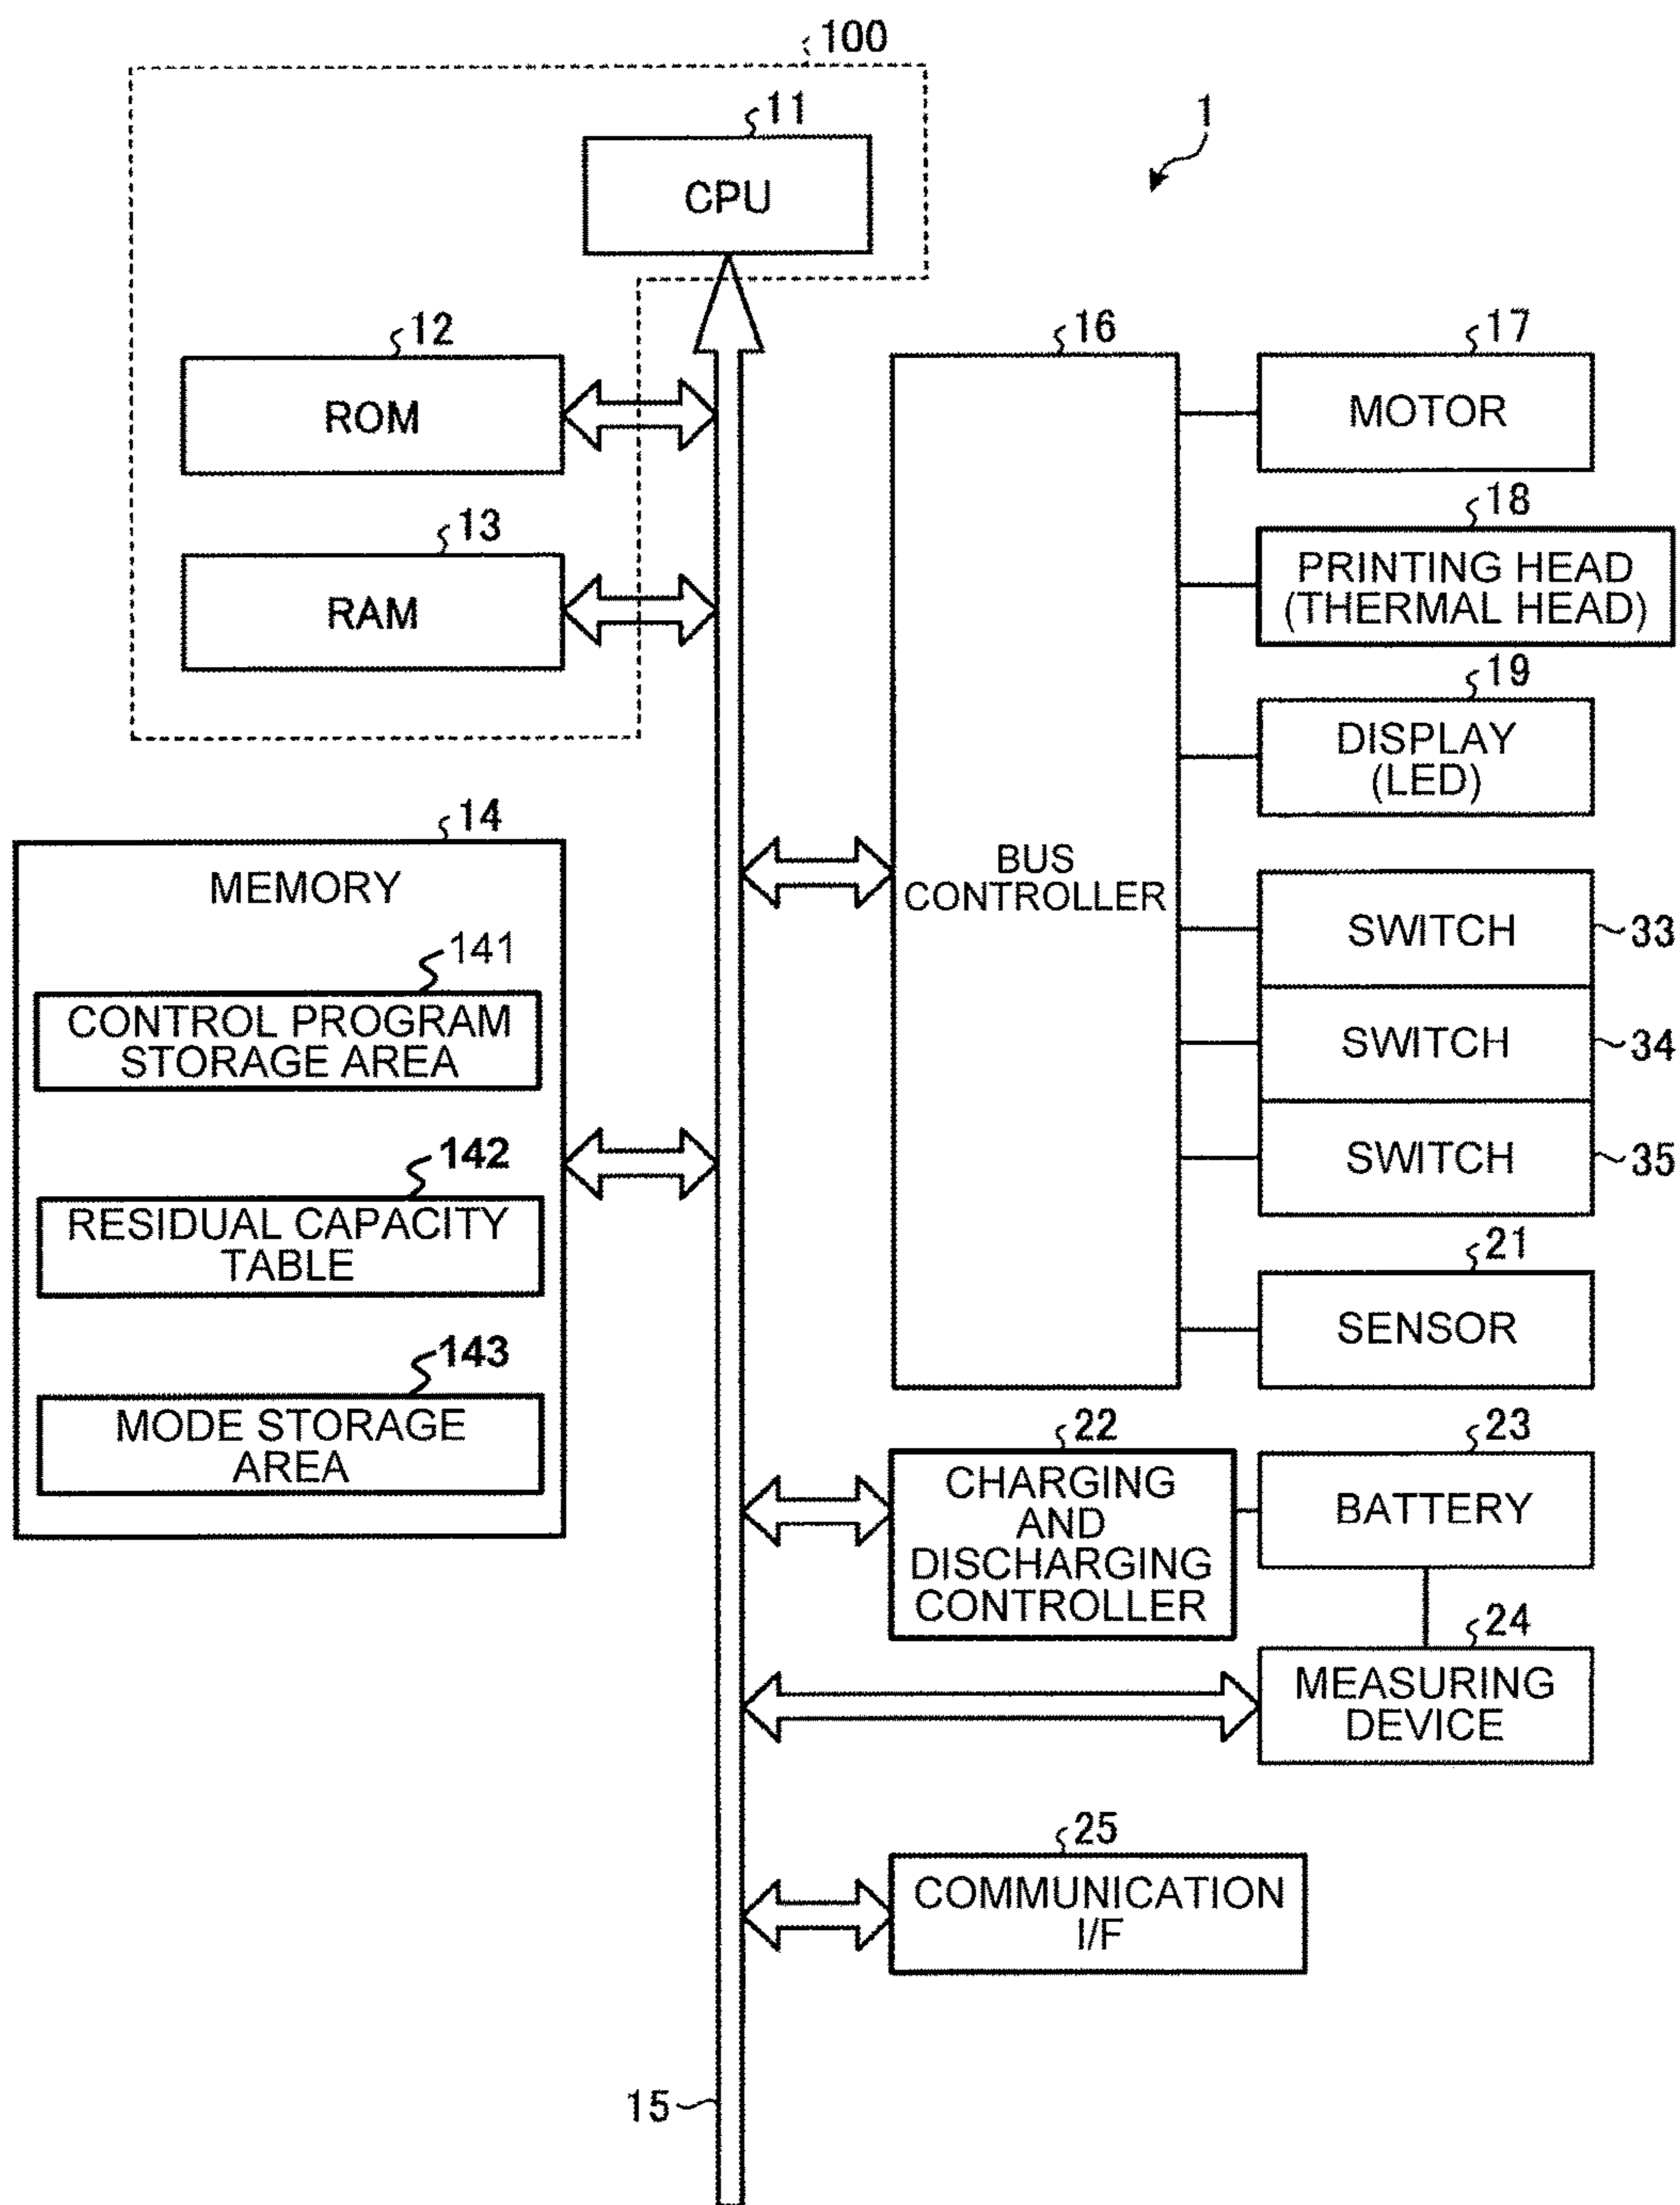 100
11
1
CPU
12
ROM
13
RAM
16
BUS
CONTROLLER
17
MOTOR
18
PRINTING HEAD
(THERMAL HEAD)
19
DISPLAY
(LED)
14
MEMORY
141
CONTROL PROGRAM
STORAGE AREA
142
RESIDUAL CAPACITY
TABLE
143
MODE STORAGE
AREA
SWITCH
33
SWITCH
34
SWITCH
35
21
SENSOR
22
CHARGING
AND
DISCHARGING
CONTROLLER
23
BATTERY
24
MEASURING
DEVICE
25
COMMUNICATION
I/F
15